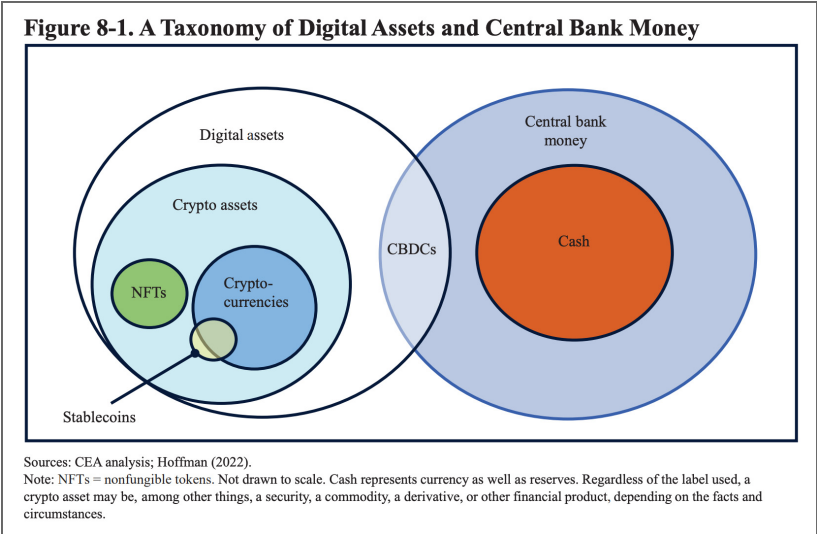 Figure 8-1. A Taxonomy of Digital Assets and Central Bank Money
Digital assets
Central bank
money
Crypto assets
Cash
CBDCs
NFTs
Crypto-
currencies
Stablecoins
Sources: CEA analysis; Hoffman (2022).
Note: NFTs = nonfungible tokens. Not drawn to scale. Cash represents currency as well as reserves. Regardless of the label used, a
crypto asset may be, among other things, a security, a commodity, a derivative, or other financial product, depending on the facts and
circumstances.